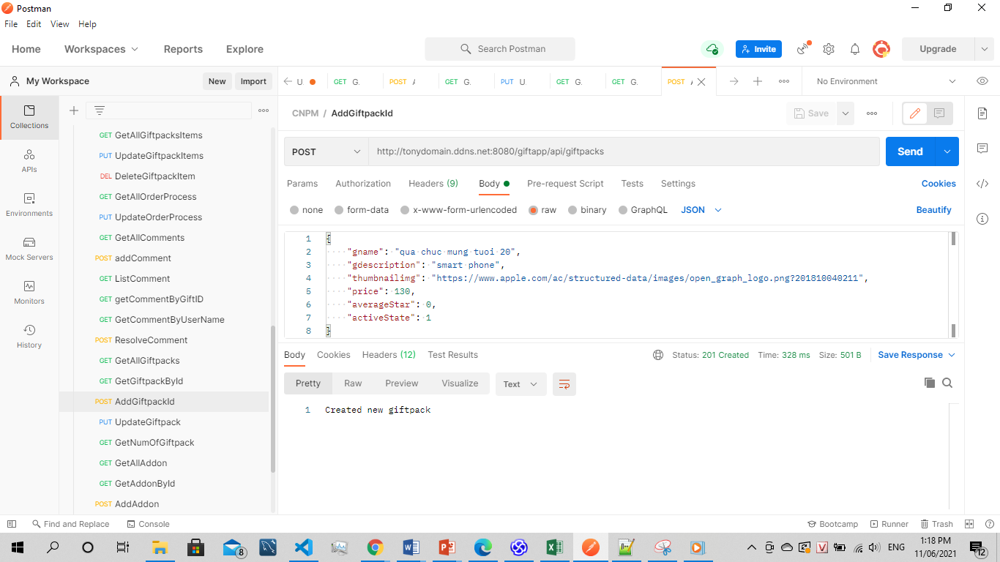 Postman
File Edit View Help
Home Workspaces Reports Explore Search Postman Invite Upgrade
My Workspace New Import
U. GET G. POST GET G. PUT U. GET G. GET G. POST No Environment
Collections
APIs
Environments
Mock Servers
Monitors
History
GET GetAllGiftpacksItems
PUT UpdateGiftpackItems
DEL DeleteGiftpackItem
GET GetAllOrderProcess
PUT UpdateOrderProcess
GET GetAllComments
POST addComment
GET ListComment
GET getCommentByGiftID
GET GetCommentByUserName
POST ResolveComment
GET GetAllGiftpacks
GET GetGiftpackById
POST AddGiftpackId
PUT UpdateGiftpack
GET GetNumOfGiftpack
GET GetAllAddon
GET GetAddonById
POST AddAddon
CNPM / AddGiftpackId Save
POST http://tonydomain.ddns.net:8080/giftapp/api/giftpacks Send
Params Authorization Headers (9) Body Pre-request Script Tests Settings Cookies
none form-data x-www-form-urlencoded raw binary GraphQL JSON Beautify
1 {
2 "gname": "qua chuc mung tuoi 20",
3 "gdescription": "smart phone",
4 "thumbnailimg": "https://www.apple.com/ac/structured-data/images/open_graph_logo.png?201810040211",
5 "price": 130,
6 "averageStar": 0,
7 "activeState": 1
8 }
Body Cookies Headers (12) Test Results Status: 201 Created Time: 328 ms Size: 501 B Save Response
Pretty Raw Preview Visualize Text
1 Created new giftpack
Find and Replace Console Bootcamp Runner Trash
8 ENG 1:18 PM
11/06/2021 12